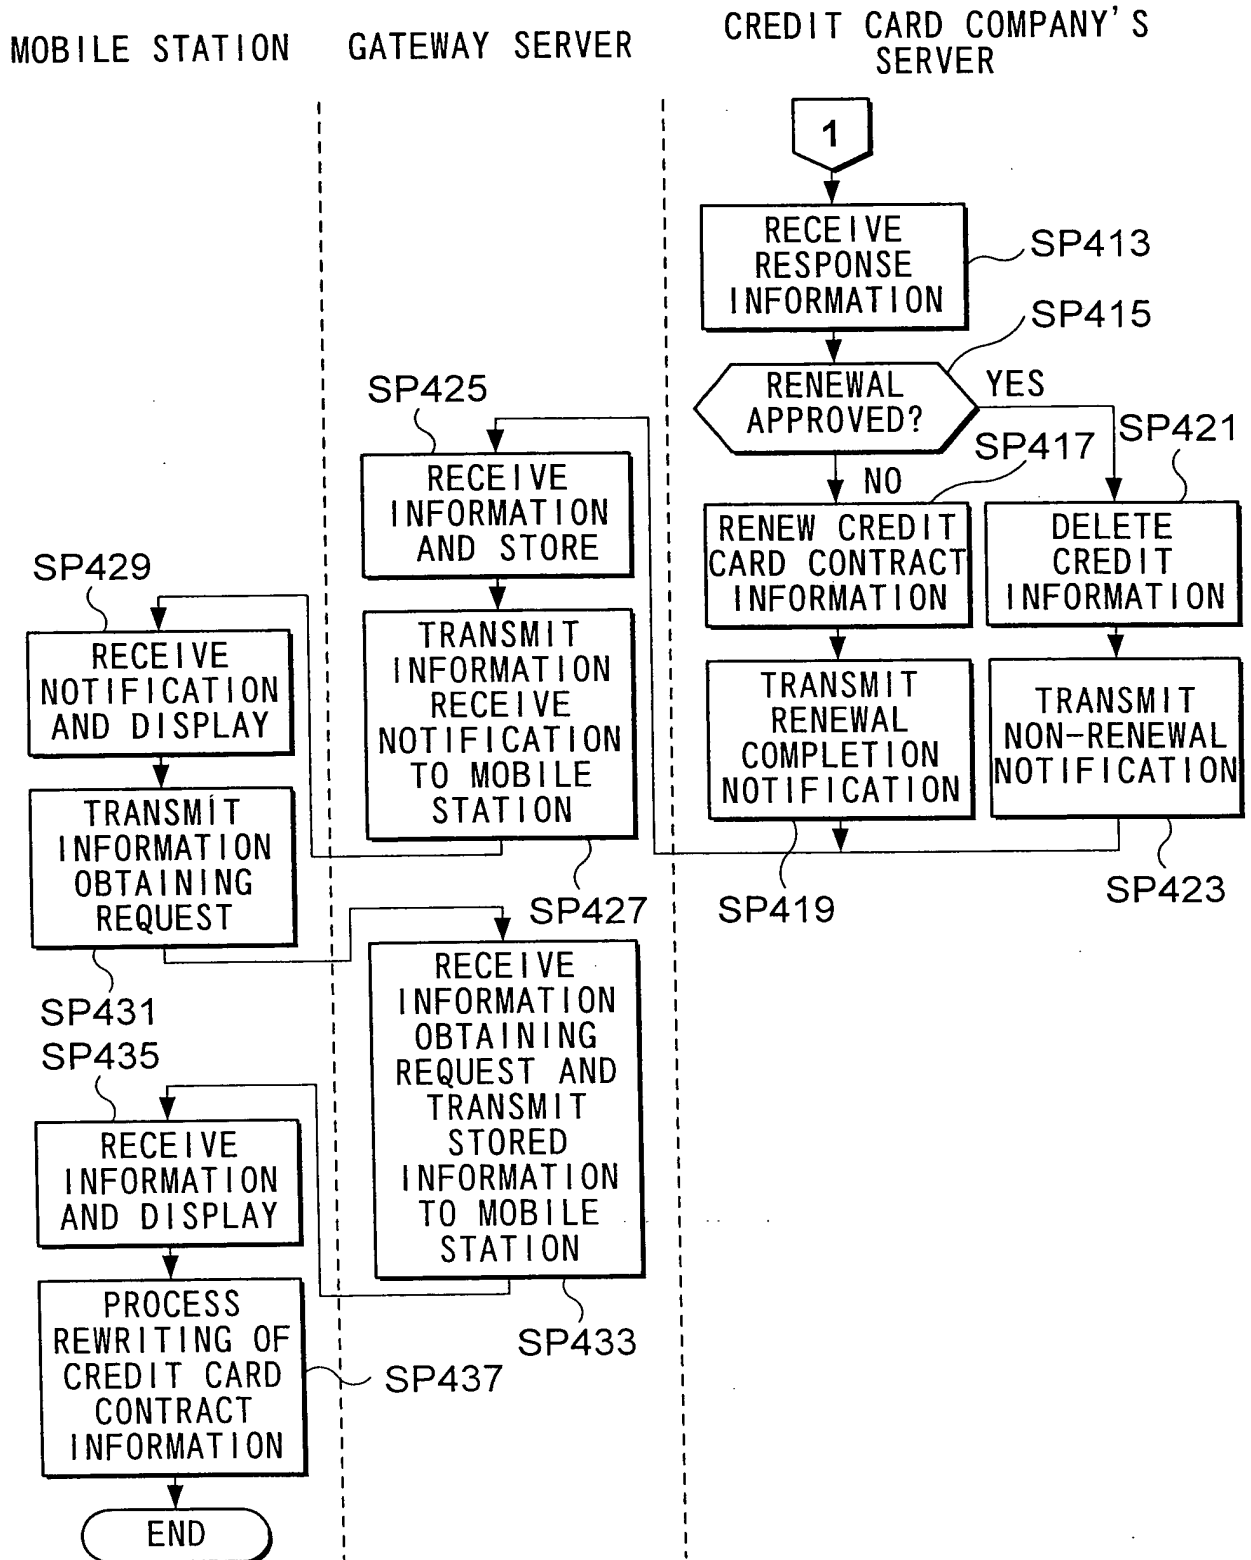 MOBILE STATION
GATEWAY SERVER
CREDIT CARD COMPANY'S
SERVER
1
RECEIVE
RESPONSE
INFORMATION
SP413
SP415
RENEWAL
APPROVED?
YES
NO
SP417
SP421
RENEW CREDIT
CARD CONTRACT
INFORMATION
DELETE
CREDIT
INFORMATION
TRANSMIT
RENEWAL
COMPLETION
NOTIFICATION
TRANSMIT
NON-RENEWAL
NOTIFICATION
SP419
SP423
SP425
RECEIVE
INFORMATION
AND STORE
TRANSMIT
INFORMATION
RECEIVE
NOTIFICATION
TO MOBILE
STATION
SP427
SP429
RECEIVE
NOTIFICATION
AND DISPLAY
TRANSMIT
INFORMATION
OBTAINING
REQUEST
SP431
RECEIVE
INFORMATION
OBTAINING
REQUEST AND
TRANSMIT
STORED
INFORMATION
TO MOBILE
STATION
SP433
SP435
RECEIVE
INFORMATION
AND DISPLAY
PROCESS
REWRITING OF
CREDIT CARD
CONTRACT
INFORMATION
SP437
END